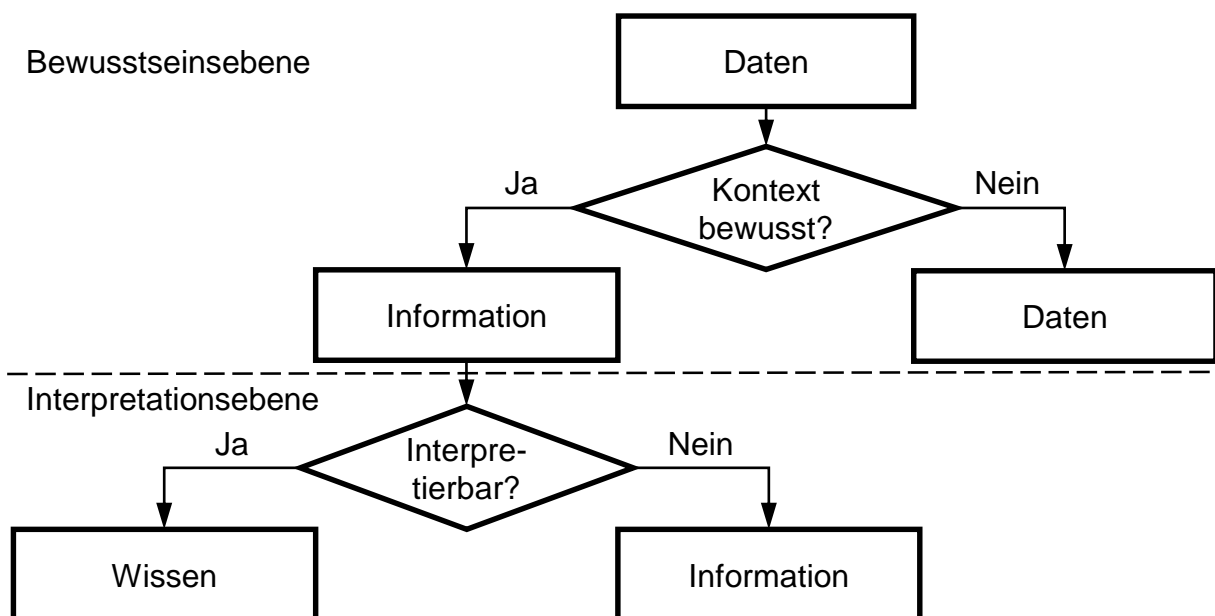 Bewusstseinsebene
Daten
Ja
Kontext
bewusst?
Nein
Information
Daten
Interpretationsebene
Ja
Interpre-
tierbar?
Nein
Wissen
Information